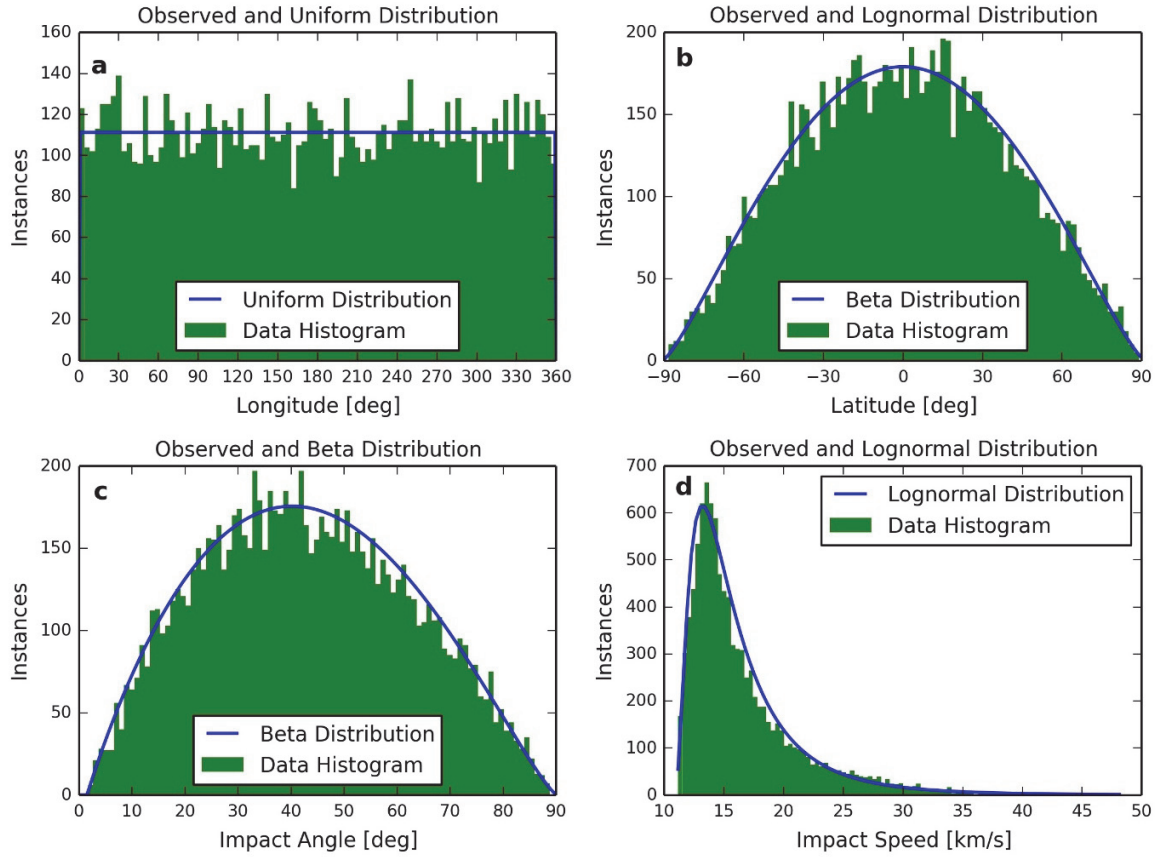 Observed and Uniform Distribution
a
160
140
120
100
80
60
40
20
0
Instances
Uniform Distribution
Data Histogram
0 30 60 90 120 150 180 210 240 270 300 330 360
Longitude [deg]
Observed and Lognormal Distribution
b
200
150
100
50
0
Instances
Beta Distribution
Data Histogram
−90 −60 −30 0 30 60 90
Latitude [deg]
Observed and Beta Distribution
c
200
150
100
50
0
Instances
Beta Distribution
Data Histogram
0 10 20 30 40 50 60 70 80 90
Impact Angle [deg]
Observed and Lognormal Distribution
d
700
600
500
400
300
200
100
0
Instances
Lognormal Distribution
Data Histogram
10 15 20 25 30 35 40 45 50
Impact Speed [km/s]